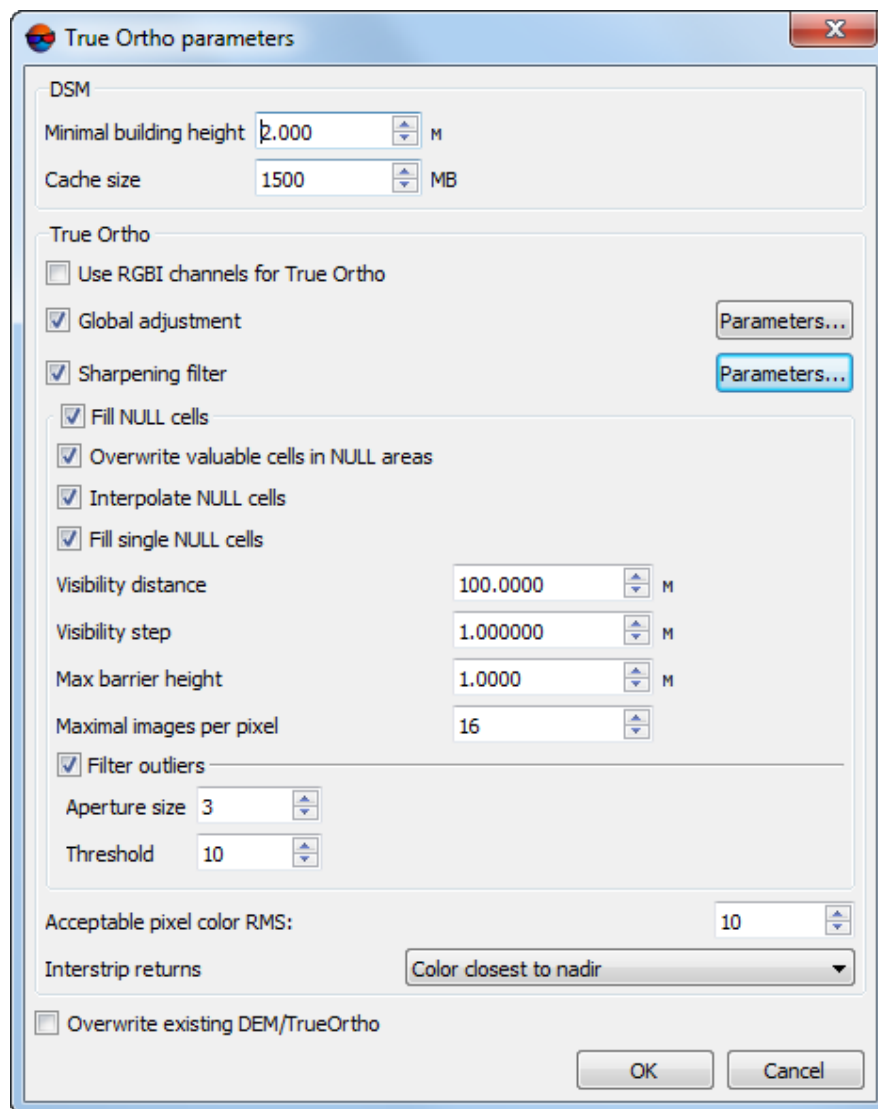 True Ortho parameters
DSM
Minimal building height 2.000 м
Cache size 1500 MB
True Ortho
Use RGBI channels for True Ortho
Global adjustment Parameters...
Sharpening filter Parameters...
Fill NULL cells
Overwrite valuable cells in NULL areas
Interpolate NULL cells
Fill single NULL cells
Visibility distance 100.0000 м
Visibility step 1.000000 м
Max barrier height 1.0000 м
Maximal images per pixel 16
Filter outliers
Aperture size 3
Threshold 10
Acceptable pixel color RMS: 10
Interstrip returns Color closest to nadir
Overwrite existing DEM/TrueOrtho
OK Cancel